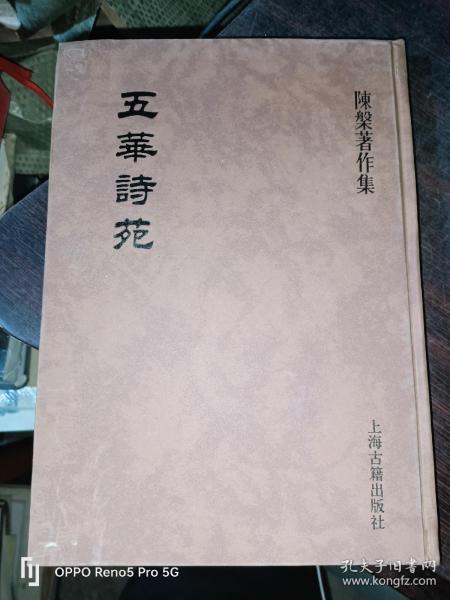 陳槃著作集
五華詩苑
上海古籍出版社
OPPO Reno5 Pro 5G
孔夫子旧书网
www.kongfz.com